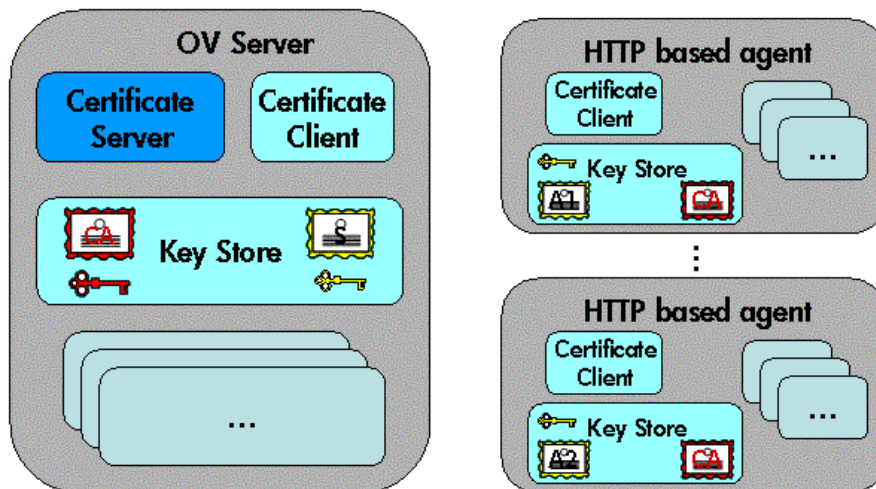 OV Server
Certificate
Server
Certificate
Client
CA
S
Key Store
...
HTTP based agent
Certificate
Client
...
Key Store
A1
CA
⋮
HTTP based agent
Certificate
Client
...
Key Store
A2
CA